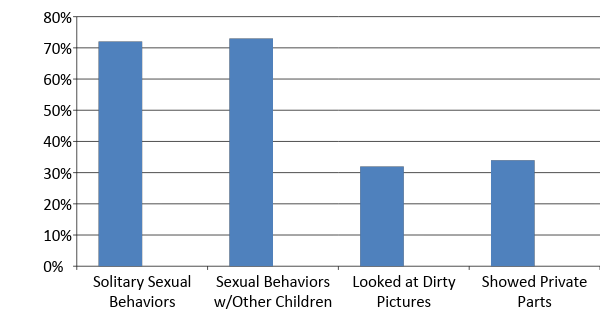 80%
70%
60%
50%
40%
30%
20%
10%
0%
Solitary Sexual
Behaviors
Sexual Behaviors
w/Other Children
Looked at Dirty
Pictures
Showed Private
Parts